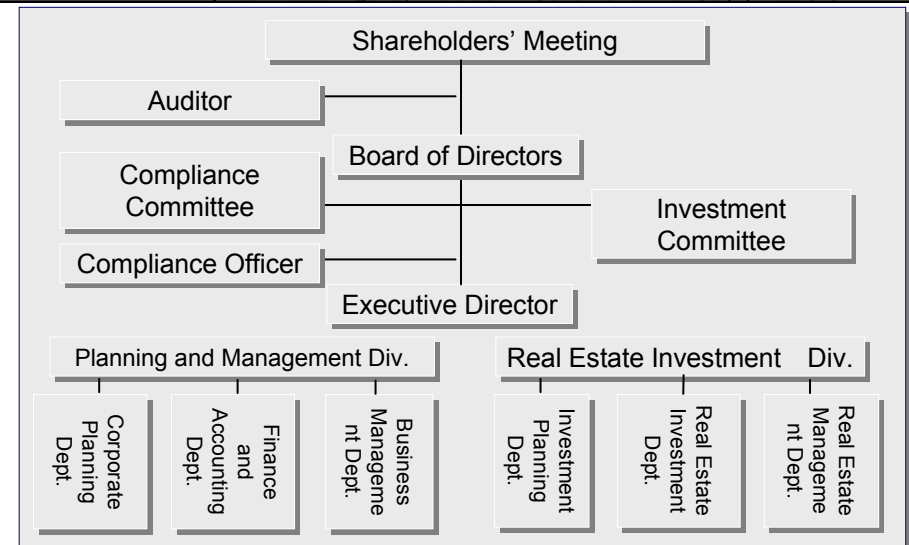 Shareholders' Meeting
Auditor
Board of Directors
Compliance
Committee
Investment
Committee
Compliance Officer
Executive Director
Planning and Management Div.
Real Estate Investment Div.
Corporate
Planning
Dept.
Finance
and
Accounting
Dept.
Business
Manageme
nt Dept.
Investment
Planning
Dept.
Real Estate
Investment
Dept.
Real Estate
Manageme
nt Dept.